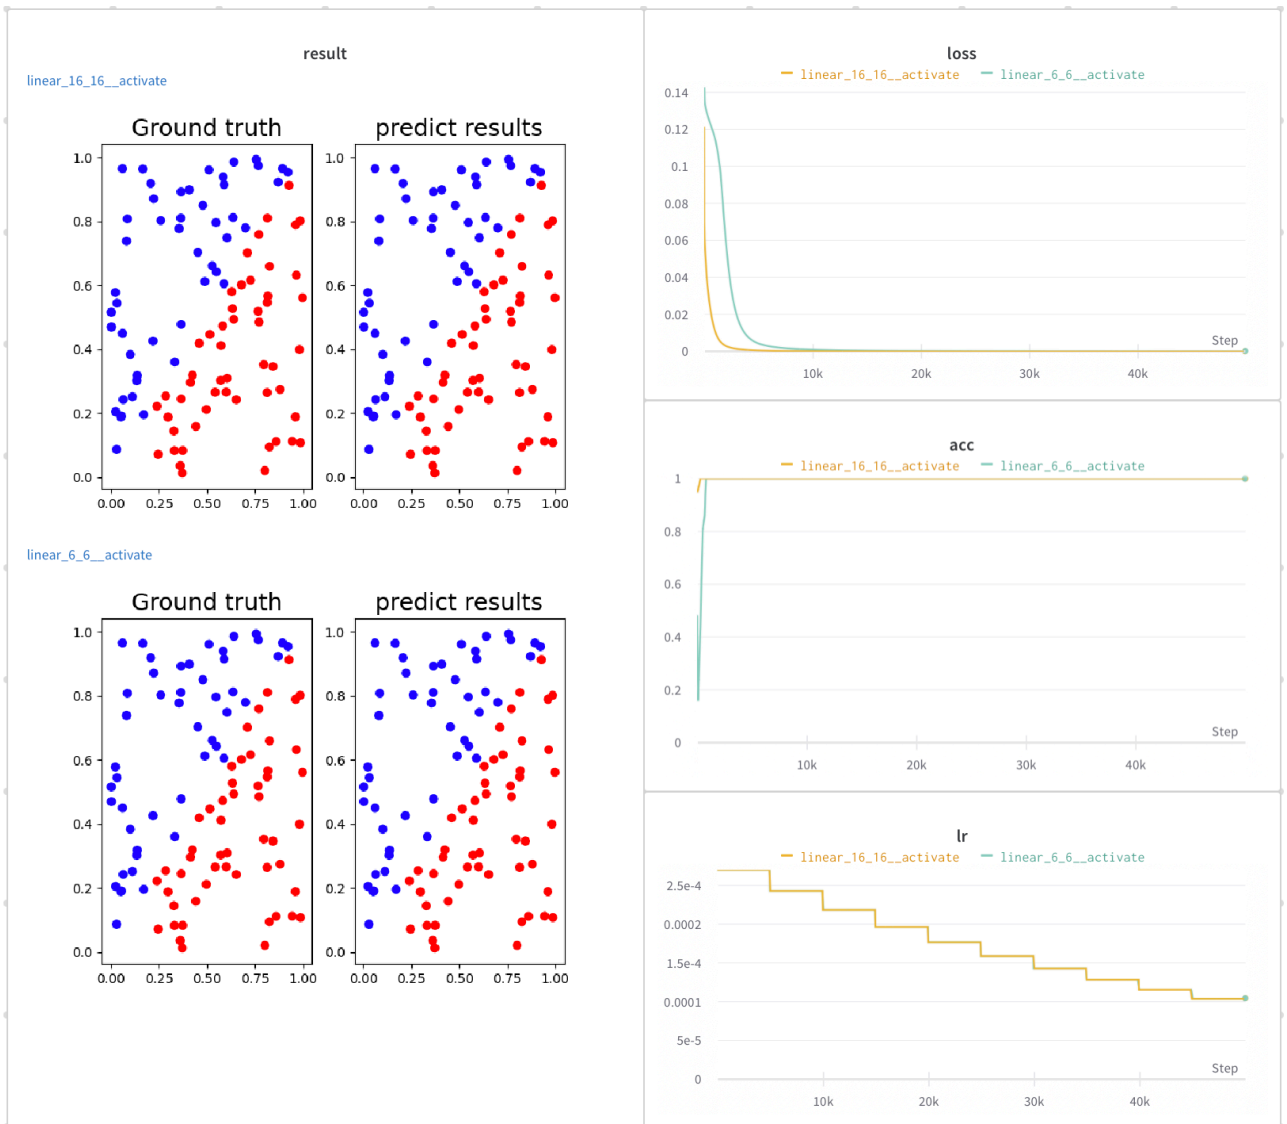 result
linear_16_16__activate
Ground truth
predict results
1.0
0.8
0.6
0.4
0.2
0.0
0.00 0.25 0.50 0.75 1.00
1.0
0.8
0.6
0.4
0.2
0.0
0.00 0.25 0.50 0.75 1.00
linear_6_6__activate
Ground truth
predict results
1.0
0.8
0.6
0.4
0.2
0.0
0.00 0.25 0.50 0.75 1.00
1.0
0.8
0.6
0.4
0.2
0.0
0.00 0.25 0.50 0.75 1.00
loss
linear_16_16__activate linear_6_6__activate
0.14
0.12
0.1
0.08
0.06
0.04
0.02
0
Step
10k 20k 30k 40k
acc
linear_16_16__activate linear_6_6__activate
1
0.8
0.6
0.4
0.2
0
Step
10k 20k 30k 40k
lr
linear_16_16__activate linear_6_6__activate
2.5e-4
0.0002
1.5e-4
0.0001
5e-5
0
Step
10k 20k 30k 40k